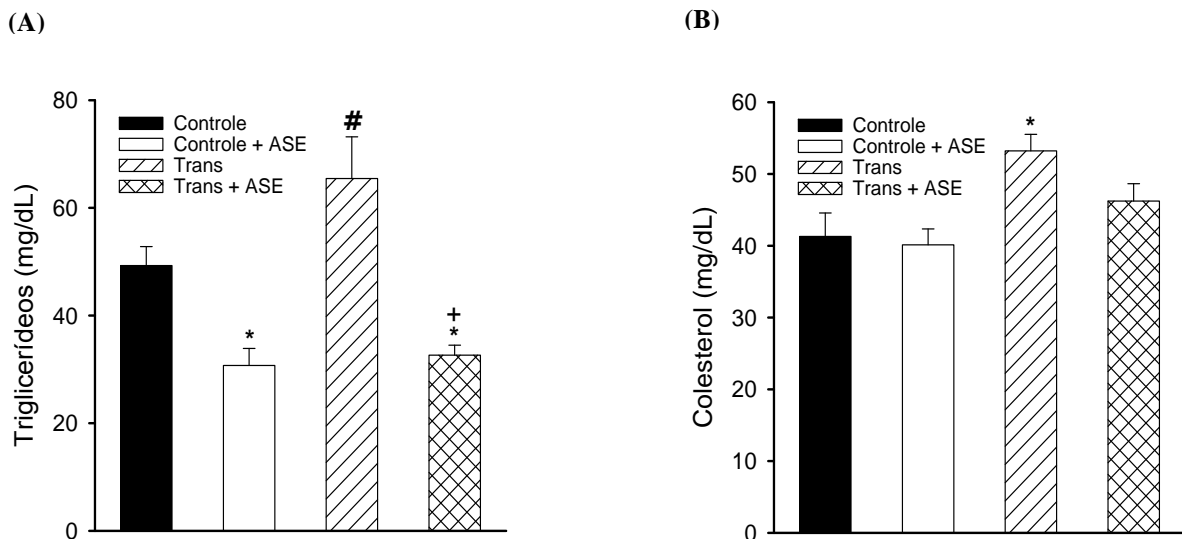 (A)
Triglicerídeos (mg/dL)
80
60
40
20
0
Controle
Controle + ASE
Trans
Trans + ASE
*
#
+
*
(B)
Colesterol (mg/dL)
60
50
40
30
20
10
0
Controle
Controle + ASE
Trans
Trans + ASE
*